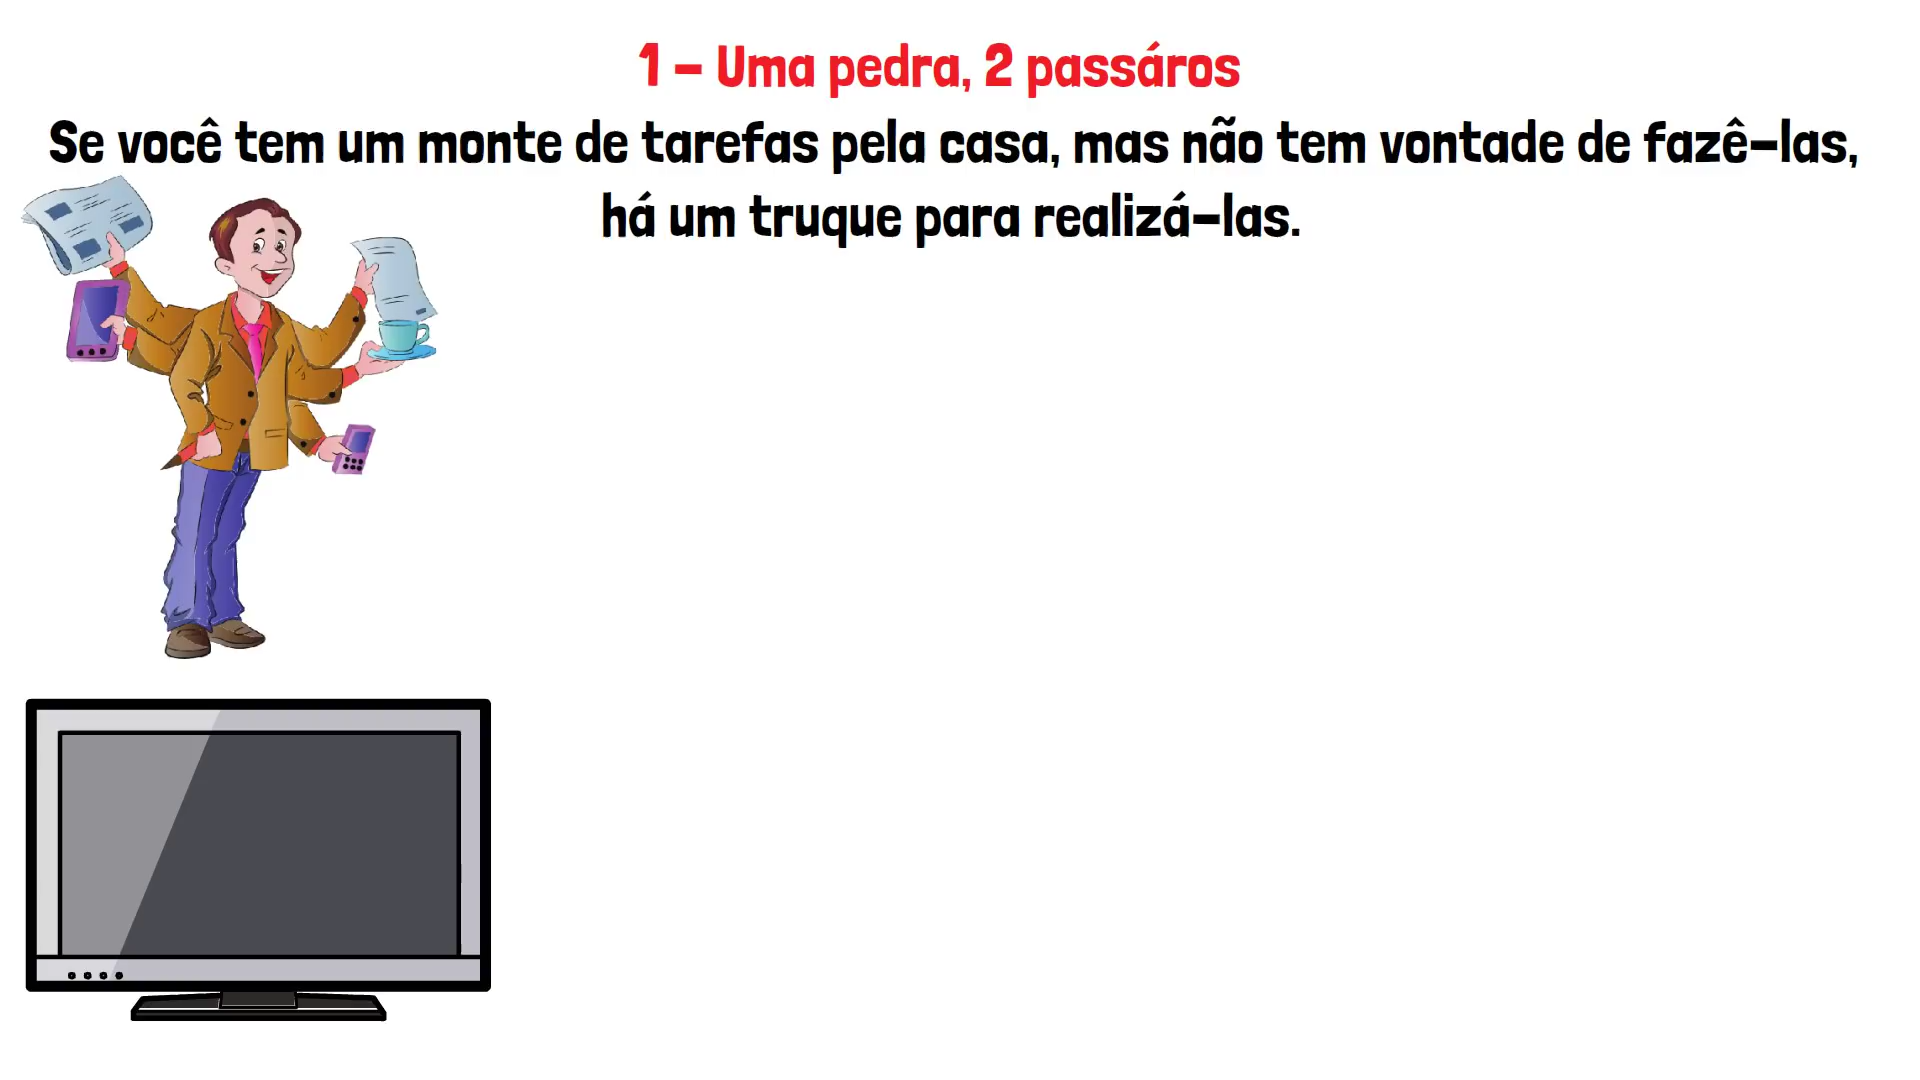 1 - Uma pedra, 2 passáros
Se você tem um monte de tarefas pela casa, mas não tem vontade de fazê-las,
há um truque para realizá-las.